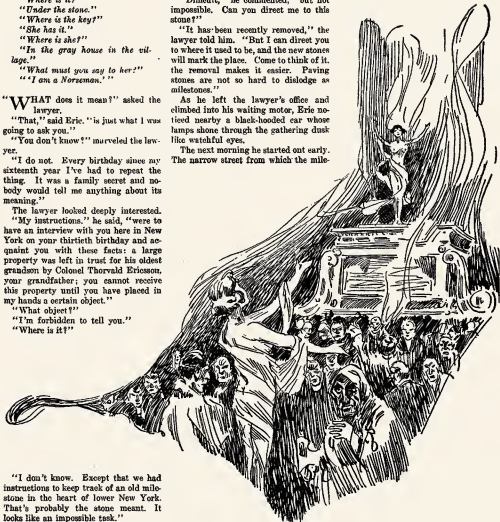 "Where is it?"
"Under the stone."
"Where is the key?"
"She has it."
"Where is she?"
"In the gray house in the vil-
lage."
"What must you say to her?"
"'I am a Norseman.'"
"WHAT does it mean?" asked the
lawyer.
"That," said Eric. "is just what I was
going to ask you."
"You don't know?" marveled the law-
yer.
"I do not. Every birthday since my
sixteenth year I've had to repeat the
thing. It was a family secret and no-
body would tell me anything about its
meaning."
The lawyer looked deeply interested.
"My instructions." he said, "were to
have an interview with you here in New
York on your thirtieth birthday and ac-
quaint you with these facts: a large
property was left in trust for his oldest
grandson by Colonel Thorvald Ericsson,
your grandfather; you cannot receive
this property until you have placed in
my hands a certain object."
"What object?"
"I'm forbidden to tell you."
"Where is it?"
"I don't know. Except that we had
instructions to keep track of an old mile-
stone in the heart of lower New York.
That's probably the stone meant. It
looks like an impossible task."
"Difficult," he commented, "but not
impossible. Can you direct me to this
stone?"
"It has been recently removed," the
lawyer told him. "But I can direct you
to where it used to be, and the new stones
will mark the place. Come to think of it,
the removal makes it easier. Paving
stones are not so hard to dislodge as
milestones."
As he left the lawyer's office and
climbed into his waiting motor, Eric no-
ticed nearby a black-hooded car whose
lamps shone through the gathering dusk
like watchful eyes.
The next morning he started out early.
The narrow street from which the mile-